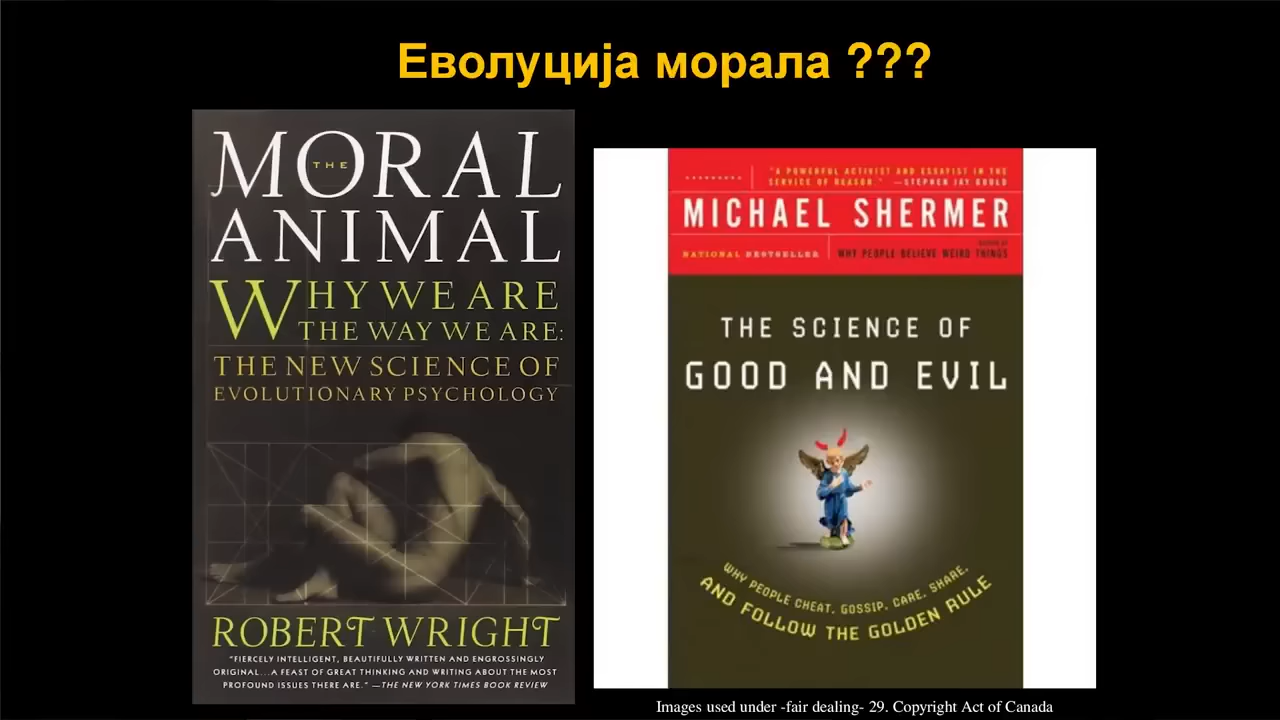 Еволуција морала ???
THE
MORAL
ANIMAL
WHY WE ARE
THE WAY WE ARE:
THE NEW SCIENCE OF
EVOLUTIONARY PSYCHOLOGY
ROBERT WRIGHT
"FIERCELY INTELLIGENT, BEAUTIFULLY WRITTEN AND ENGROSSINGLY
ORIGINAL...A FEAST OF GREAT THINKING AND WRITING ABOUT THE MOST
PROFOUND ISSUES THERE ARE." —THE NEW YORK TIMES BOOK REVIEW
"A POWERFUL ACTIVIST AND ESSAYIST IN THE
SERVICE OF REASON." —STEPHEN JAY GOULD
MICHAEL SHERMER
NATIONAL BESTSELLER
AUTHOR OF
WHY PEOPLE BELIEVE WEIRD THINGS
THE SCIENCE OF
GOOD AND EVIL
WHY PEOPLE CHEAT, GOSSIP, CARE, SHARE,
AND FOLLOW THE GOLDEN RULE
Images used under -fair dealing- 29. Copyright Act of Canada